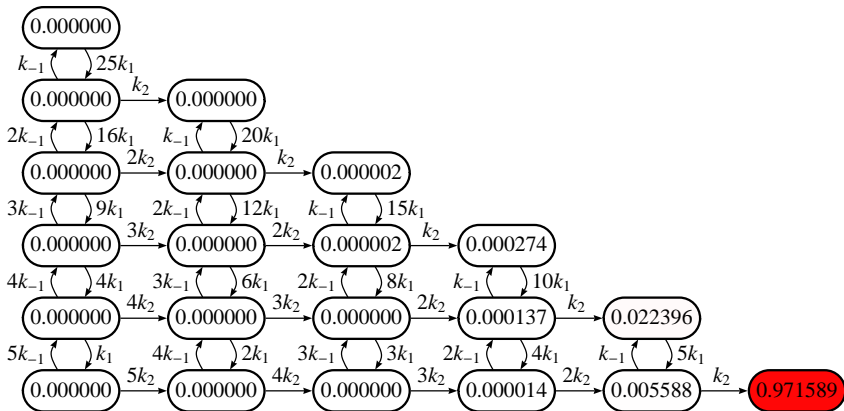 0.000000
k₋₁ 25k₁
k₂
0.000000 0.000000
2k₋₁ 16k₁ k₋₁ 20k₁
2k₂ k₂
0.000000 0.000000 0.000002
3k₋₁ 9k₁ 2k₋₁ 12k₁ k₋₁ 15k₁
3k₂ 2k₂ k₂
0.000000 0.000000 0.000002 0.000274
4k₋₁ 4k₁ 3k₋₁ 6k₁ 2k₋₁ 8k₁ k₋₁ 10k₁
4k₂ 3k₂ 2k₂ k₂
0.000000 0.000000 0.000000 0.000137 0.022396
5k₋₁ k₁ 4k₋₁ 2k₁ 3k₋₁ 3k₁ 2k₋₁ 4k₁ k₋₁ 5k₁
5k₂ 4k₂ 3k₂ 2k₂ k₂
0.000000 0.000000 0.000000 0.000014 0.005588 0.971589